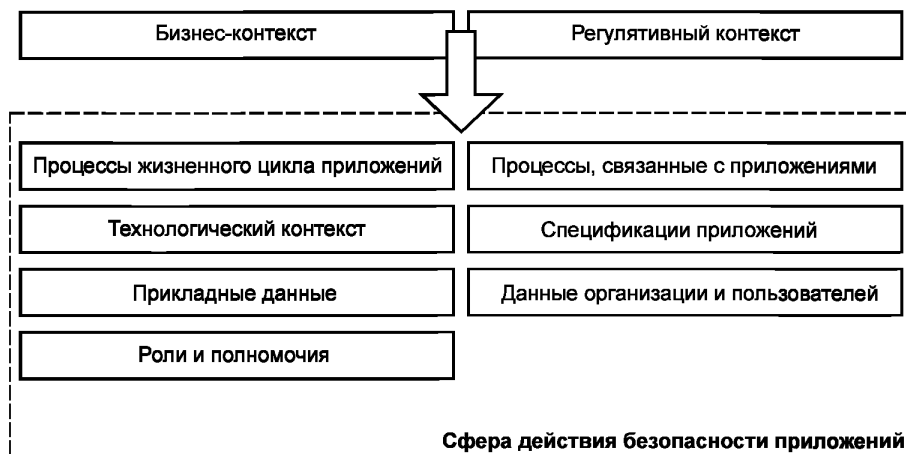 Бизнес-контекст
Регулятивный контекст
Процессы жизненного цикла приложений
Процессы, связанные с приложениями
Технологический контекст
Спецификации приложений
Прикладные данные
Данные организации и пользователей
Роли и полномочия
Сфера действия безопасности приложений